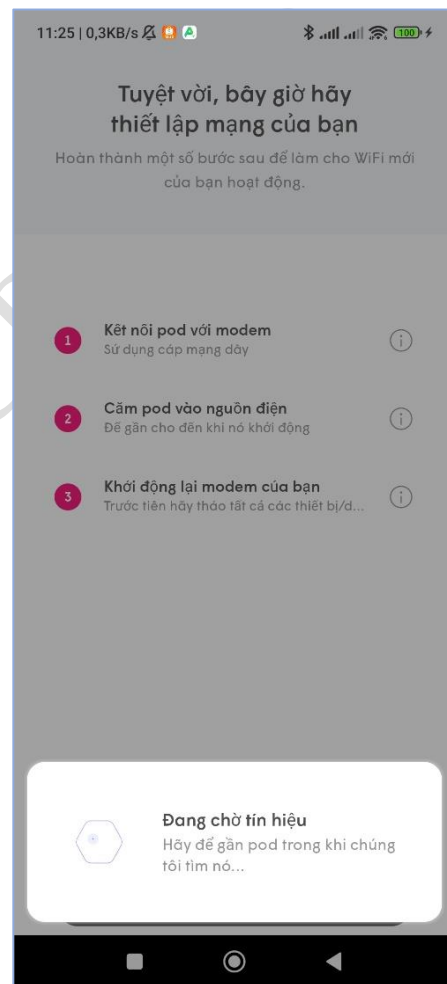 11:25 | 0,3KB/s
100
Tuyệt vời, bây giờ hãy
thiết lập mạng của bạn
Hoàn thành một số bước sau để làm cho WiFi mới
của bạn hoạt động.
1
Kết nối pod với modem
Sử dụng cáp mạng dây
2
Cắm pod vào nguồn điện
Để gần cho đến khi nó khởi động
3
Khởi động lại modem của bạn
Trước tiên hãy tháo tất cả các thiết bị/d...
Đang chờ tín hiệu
Hãy để gần pod trong khi chúng
tôi tìm nó...